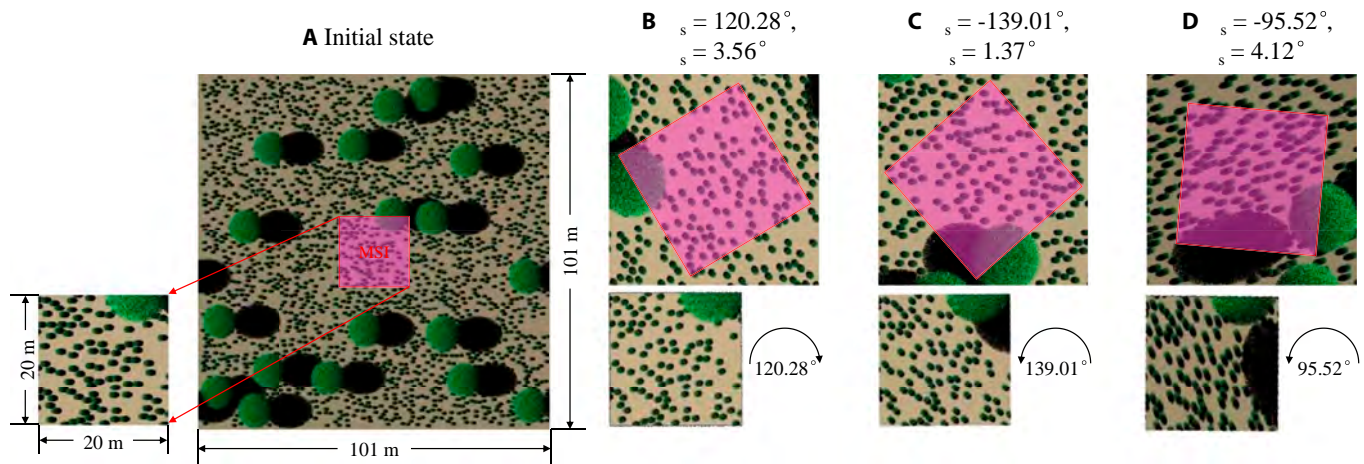 A Initial state
B
ₛ = 120.28°,
ₛ = 3.56°
C
ₛ = -139.01°,
ₛ = 1.37°
D
ₛ = -95.52°,
ₛ = 4.12°
MSF
101 m
101 m
20 m
20 m
120.28°
139.01°
95.52°